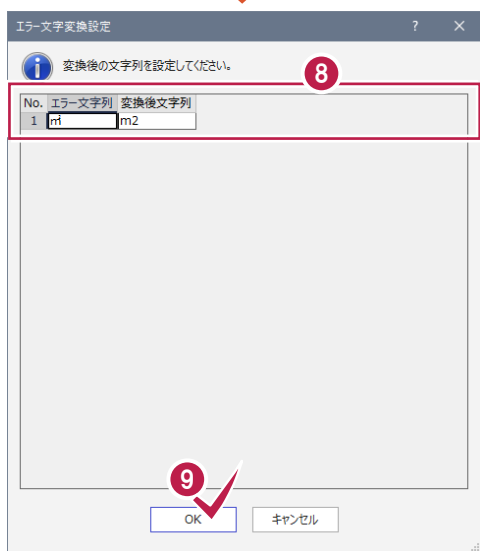 エラー文字変換設定 ? ×
変換後の文字列を設定してください。
8
No. エラー文字列 変換後文字列
1 ㎡ m2
9
OK キャンセル